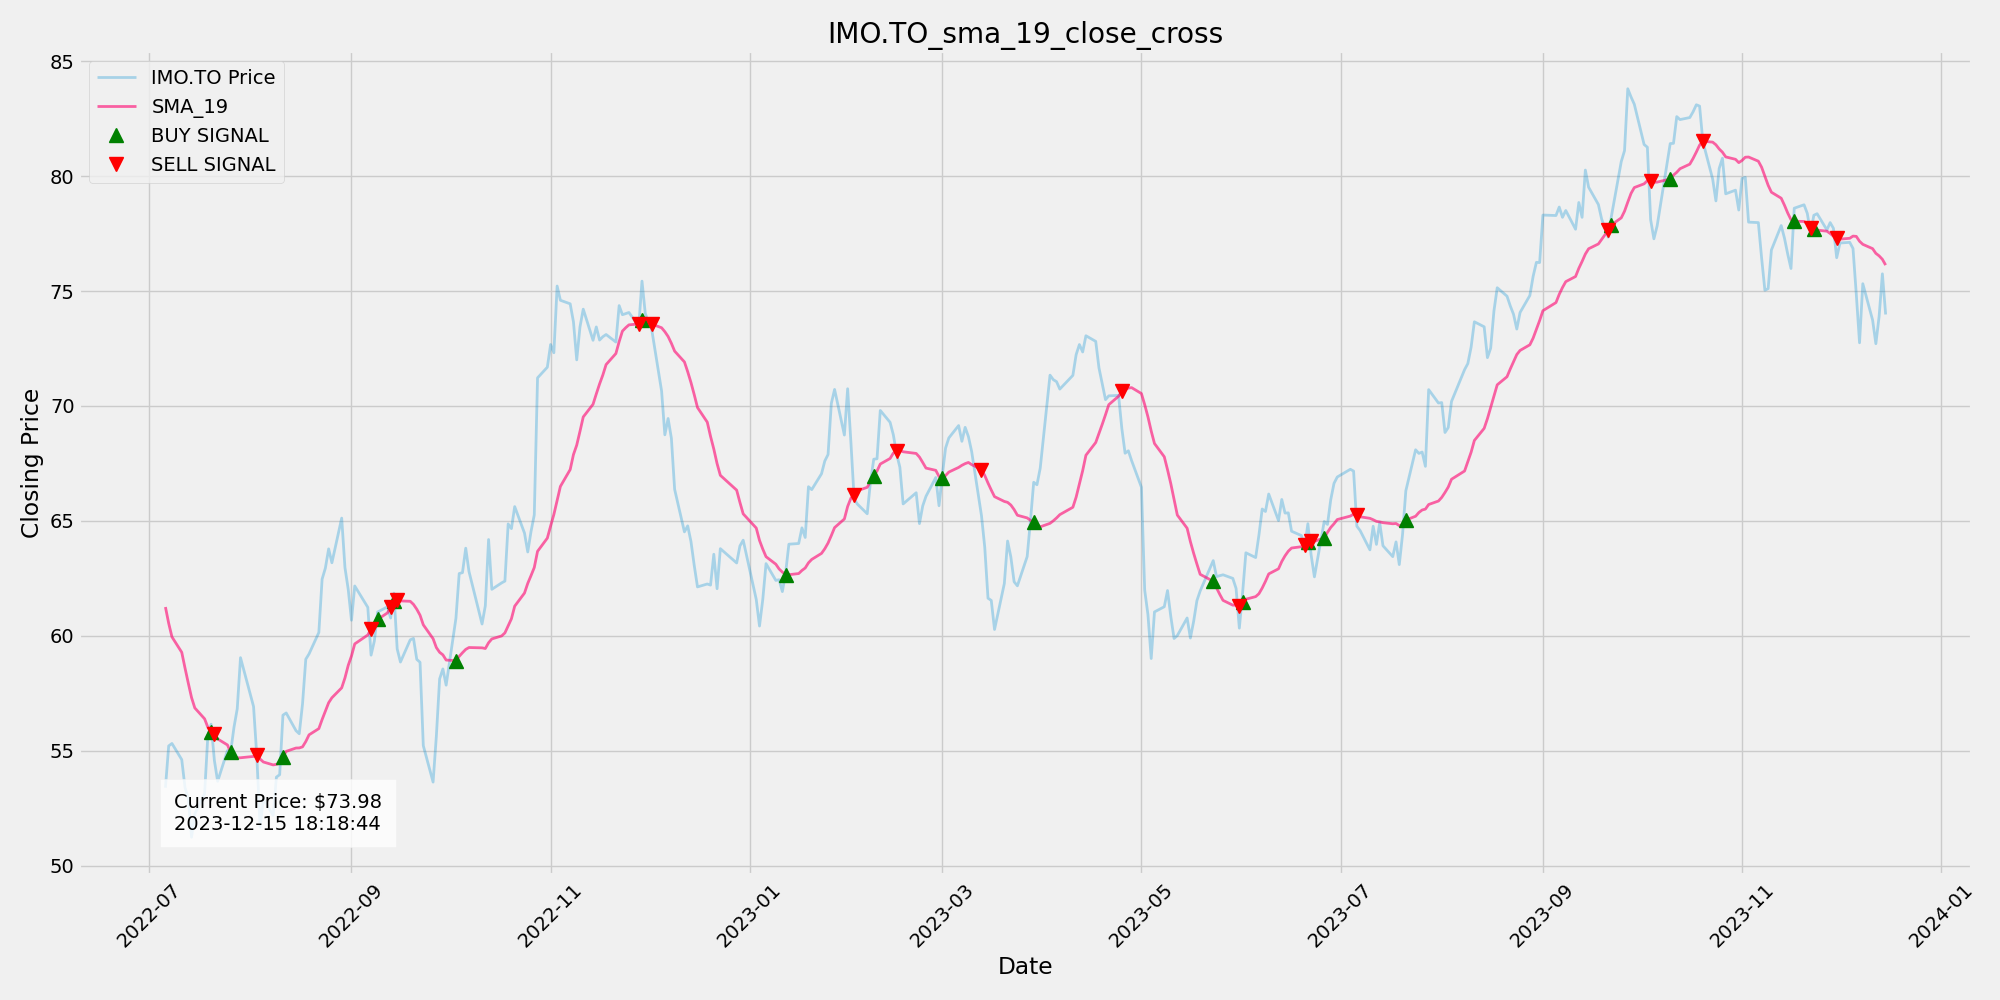 IMO.TO_sma_19_close_cross
85
80
75
70
65
60
55
50
Closing Price
IMO.TO Price
SMA_19
BUY SIGNAL
SELL SIGNAL
Current Price: $73.98
2023-12-15 18:18:44
2022-07
2022-09
2022-11
2023-01
2023-03
2023-05
2023-07
2023-09
2023-11
2024-01
Date